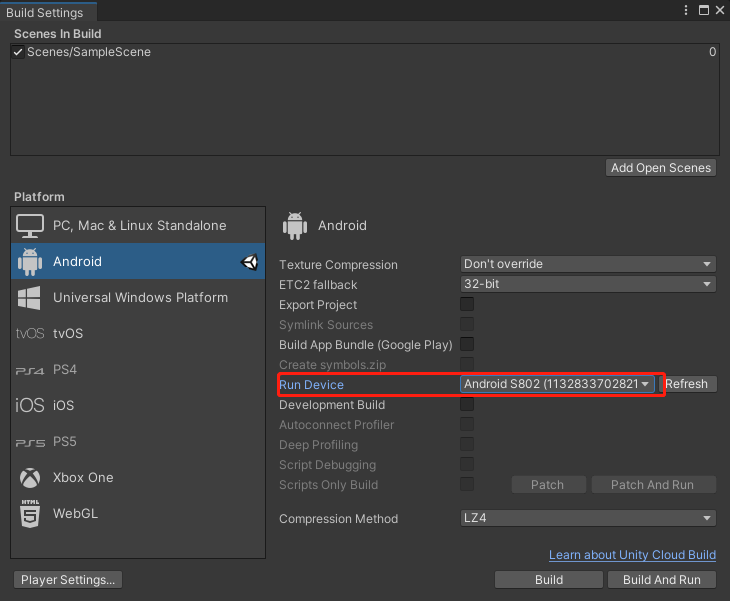 Build Settings
Scenes In Build
Scenes/SampleScene 0
Add Open Scenes
Platform
PC, Mac & Linux Standalone
Android
Universal Windows Platform
tvOS tvOS
PS4 PS4
iOS iOS
PS5 PS5
Xbox One
HTML
5 WebGL
Android
Texture Compression Don't override
ETC2 fallback 32-bit
Export Project
Symlink Sources
Build App Bundle (Google Play)
Create symbols.zip
Run Device Android S802 (1132833702821 Refresh
Development Build
Autoconnect Profiler
Deep Profiling
Script Debugging
Scripts Only Build Patch Patch And Run
Compression Method LZ4
Learn about Unity Cloud Build
Player Settings... Build Build And Run